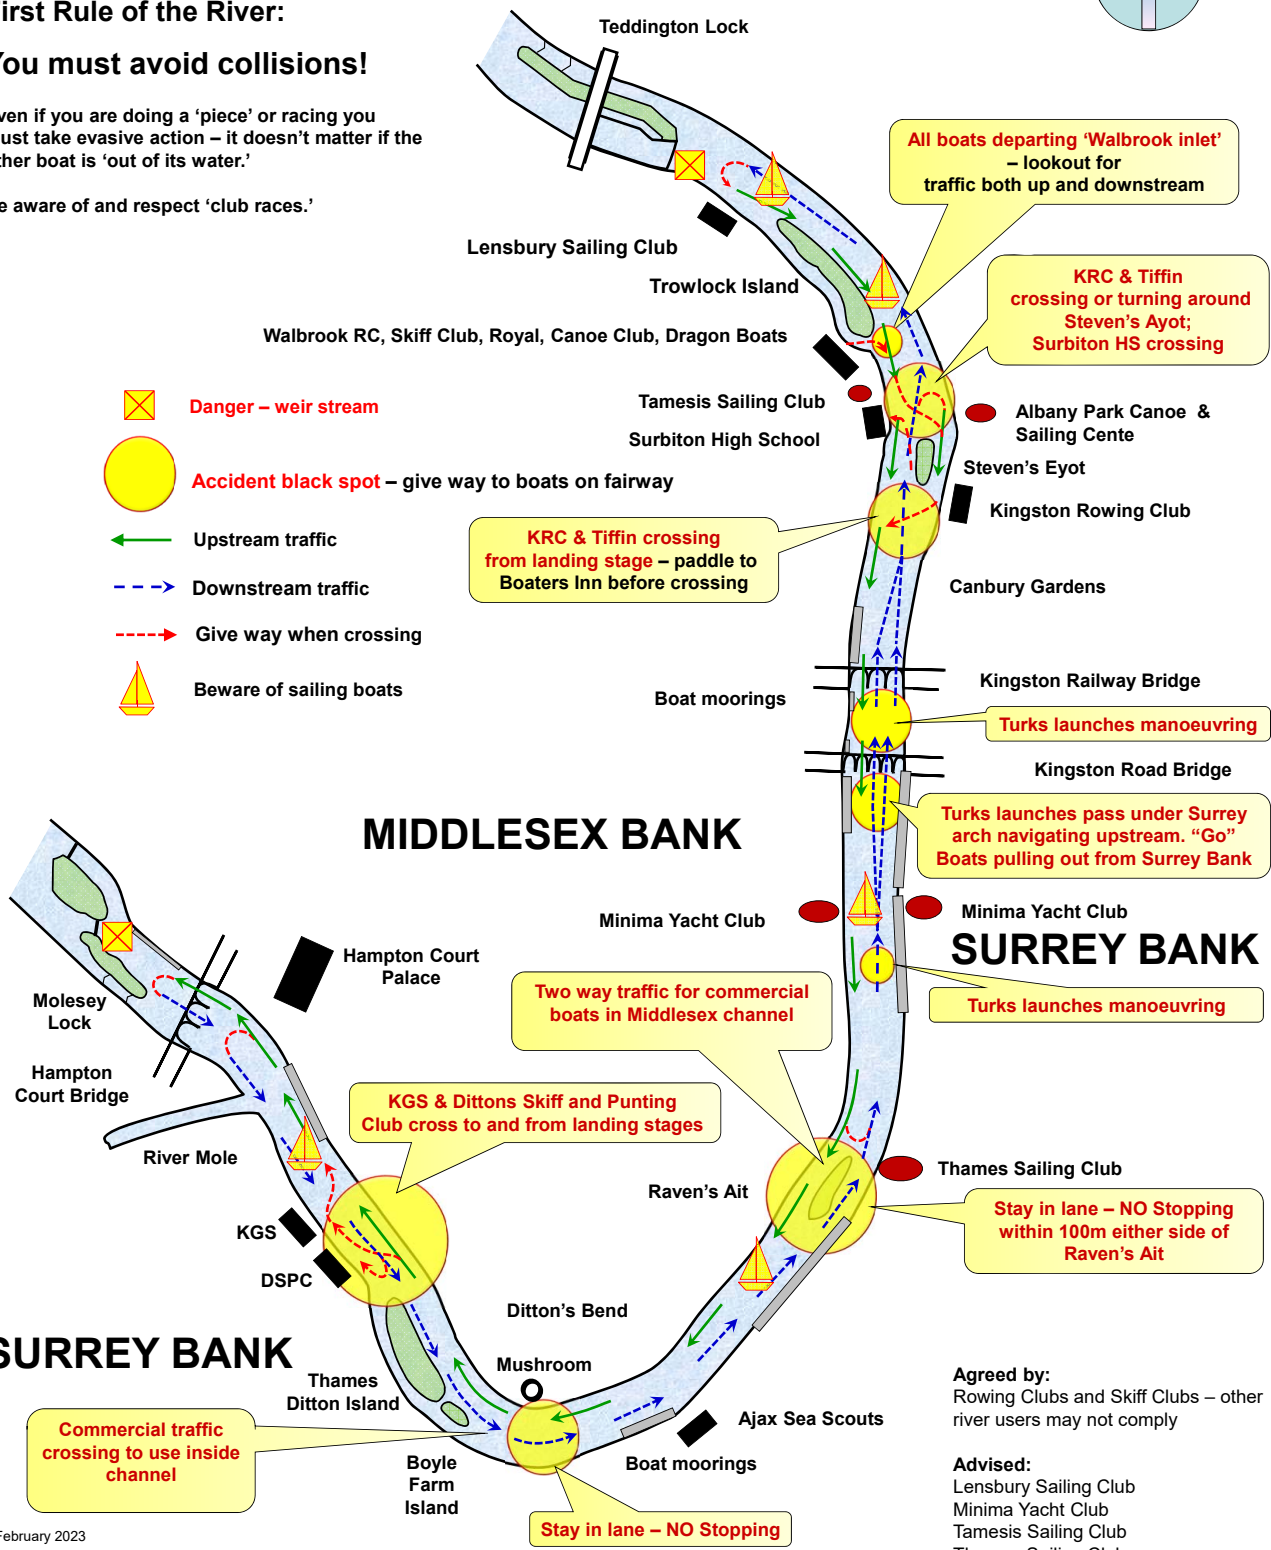 irst Rule of the River:
ou must avoid collisions!
ven if you are doing a ‘piece’ or racing you
ust take evasive action – it doesn’t matter if the
ther boat is ‘out of its water.’
e aware of and respect ‘club races.’
Teddington Lock
All boats departing ‘Walbrook inlet’
– lookout for
traffic both up and downstream
Lensbury Sailing Club
Trowlock Island
KRC & Tiffin
crossing or turning around
Steven’s Ayot;
Surbiton HS crossing
Walbrook RC, Skiff Club, Royal, Canoe Club, Dragon Boats
Tamesis Sailing Club
Surbiton High School
Albany Park Canoe &
Sailing Cente
Steven’s Eyot
Kingston Rowing Club
Danger – weir stream
Accident black spot – give way to boats on fairway
Upstream traffic
Downstream traffic
Give way when crossing
Beware of sailing boats
KRC & Tiffin crossing
from landing stage – paddle to
Boaters Inn before crossing
Canbury Gardens
Boat moorings
Kingston Railway Bridge
Turks launches manoeuvring
Kingston Road Bridge
Turks launches pass under Surrey
arch navigating upstream. “Go”
Boats pulling out from Surrey Bank
MIDDLESEX BANK
Minima Yacht Club
Minima Yacht Club
SURREY BANK
Turks launches manoeuvring
Hampton Court
Palace
Two way traffic for commercial
boats in Middlesex channel
Molesey
Lock
Hampton
Court Bridge
KGS & Dittons Skiff and Punting
Club cross to and from landing stages
River Mole
Thames Sailing Club
Raven’s Ait
Stay in lane – NO Stopping
within 100m either side of
Raven’s Ait
KGS
DSPC
Ditton’s Bend
SURREY BANK
Mushroom
Thames
Ditton Island
Ajax Sea Scouts
Commercial traffic
crossing to use inside
channel
Boyle
Farm
Island
Boat moorings
Stay in lane – NO Stopping
Agreed by:
Rowing Clubs and Skiff Clubs – other
river users may not comply
Advised:
Lensbury Sailing Club
Minima Yacht Club
Tamesis Sailing Club
Thames Sailing Club
February 2023